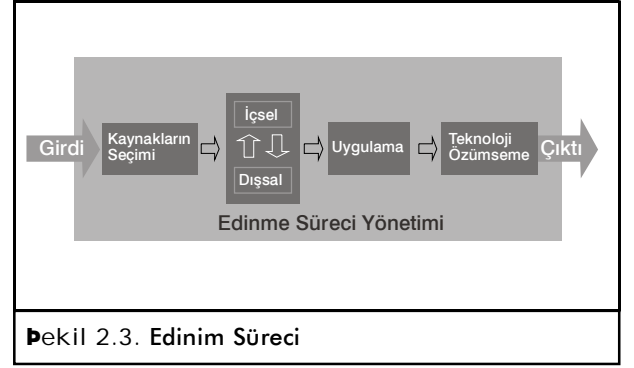 Girdi
Kaynakların
Seçimi
İçsel
Dışsal
Uygulama
Teknoloji
Özümseme
Çıktı
Edinme Süreci Yönetimi
Þekil 2.3. Edinim Süreci